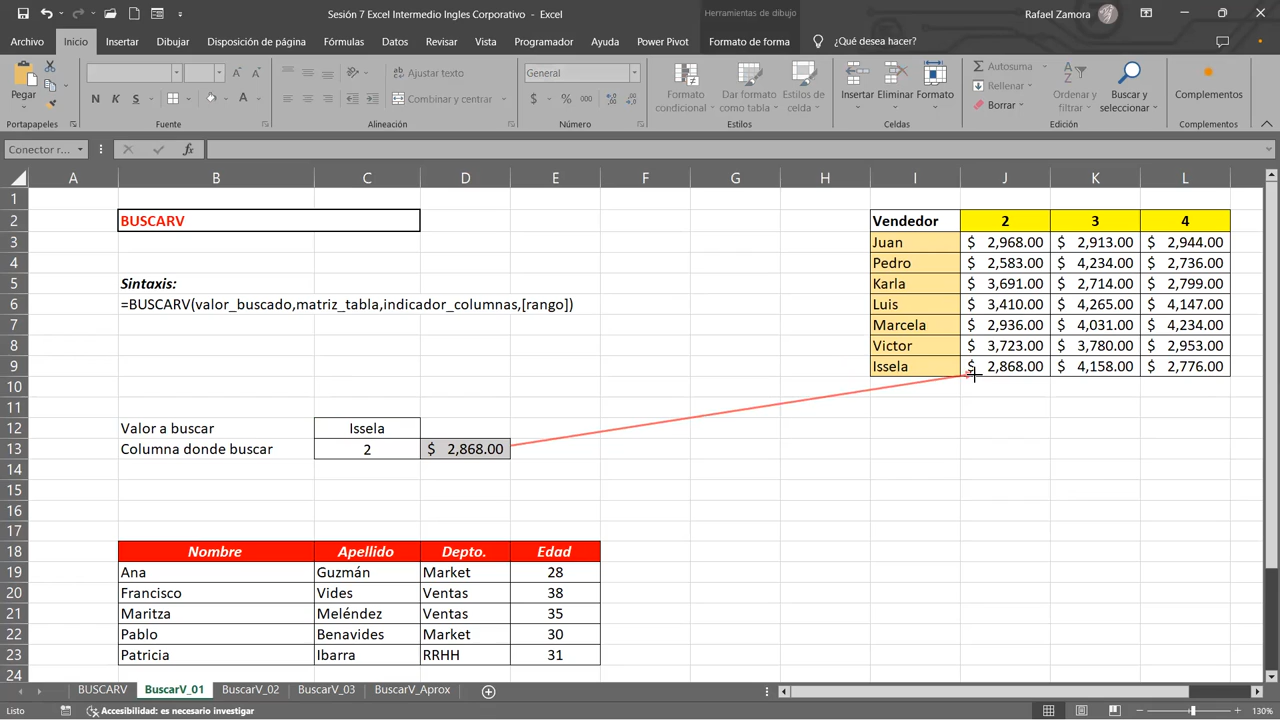 Sesión 7 Excel Intermedio Ingles Corporativo - Excel
Herramientas de dibujo
Rafael Zamora
Archivo Inicio Insertar Dibujar Disposición de página Fórmulas Datos Revisar Vista Programador Ayuda Power Pivot Formato de forma ¿Qué desea hacer?
Pegar
N K S
Ajustar texto
Combinar y centrar
General
$ % 000
Formato condicional
Dar formato como tabla
Estilos de celda
Insertar Eliminar Formato
Autosuma
Rellenar
Borrar
Ordenar y filtrar
Buscar y seleccionar
Complementos
Portapapeles Fuente Alineación Número Estilos Celdas Edición Complementos
Conector r... fx
A B C D E F G H I J K L
1
2 BUSCARV Vendedor 2 3 4
3 Juan $ 2,968.00 $ 2,913.00 $ 2,944.00
4 Pedro $ 2,583.00 $ 4,234.00 $ 2,736.00
5 Sintaxis: Karla $ 3,691.00 $ 2,714.00 $ 2,799.00
6 =BUSCARV(valor_buscado,matriz_tabla,indicador_columnas,[rango]) Luis $ 3,410.00 $ 4,265.00 $ 4,147.00
7 Marcela $ 2,936.00 $ 4,031.00 $ 4,234.00
8 Victor $ 3,723.00 $ 3,780.00 $ 2,953.00
9 Issela $ 2,868.00 $ 4,158.00 $ 2,776.00
10
11
12 Valor a buscar Issela
13 Columna donde buscar 2 $ 2,868.00
14
15
16
17
18 Nombre Apellido Depto. Edad
19 Ana Guzmán Market 28
20 Francisco Vides Ventas 38
21 Maritza Meléndez Ventas 35
22 Pablo Benavides Market 30
23 Patricia Ibarra RRHH 31
24
BUSCARV BuscarV_01 BuscarV_02 BuscarV_03 BuscarV_Aprox
Listo Accesibilidad: es necesario investigar 130%